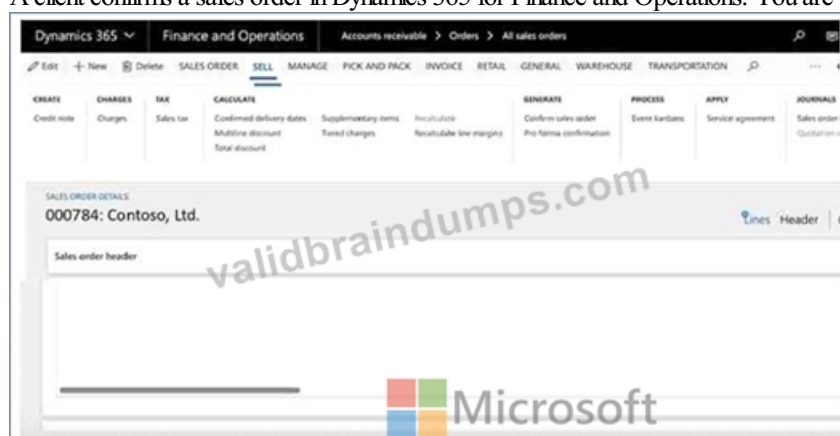 A client confirms a sales order in Dynamics 365 for Finance and Operations. You are
Dynamics 365 Finance and Operations Accounts receivable > Orders > All sales orders
Edit + New Delete SALES ORDER SELL MANAGE PICK AND PACK INVOICE RETAIL GENERAL WAREHOUSE TRANSPORTATION ...
CREATE CHARGES TAX CALCULATE GENERATE PROCESS APPLY JOURNALS
Credit note Charges Sales tax Confirmed delivery dates Supplementary items Recalculate Confirm sales order Event kanbans Service agreement Sales order
Multiline discount Tiered charges Recalculate line margins Pro forma confirmation Quotation
Total discount
SALES ORDER DETAILS
000784: Contoso, Ltd.
Lines Header
Sales order header
validbraindumps.com
Microsoft